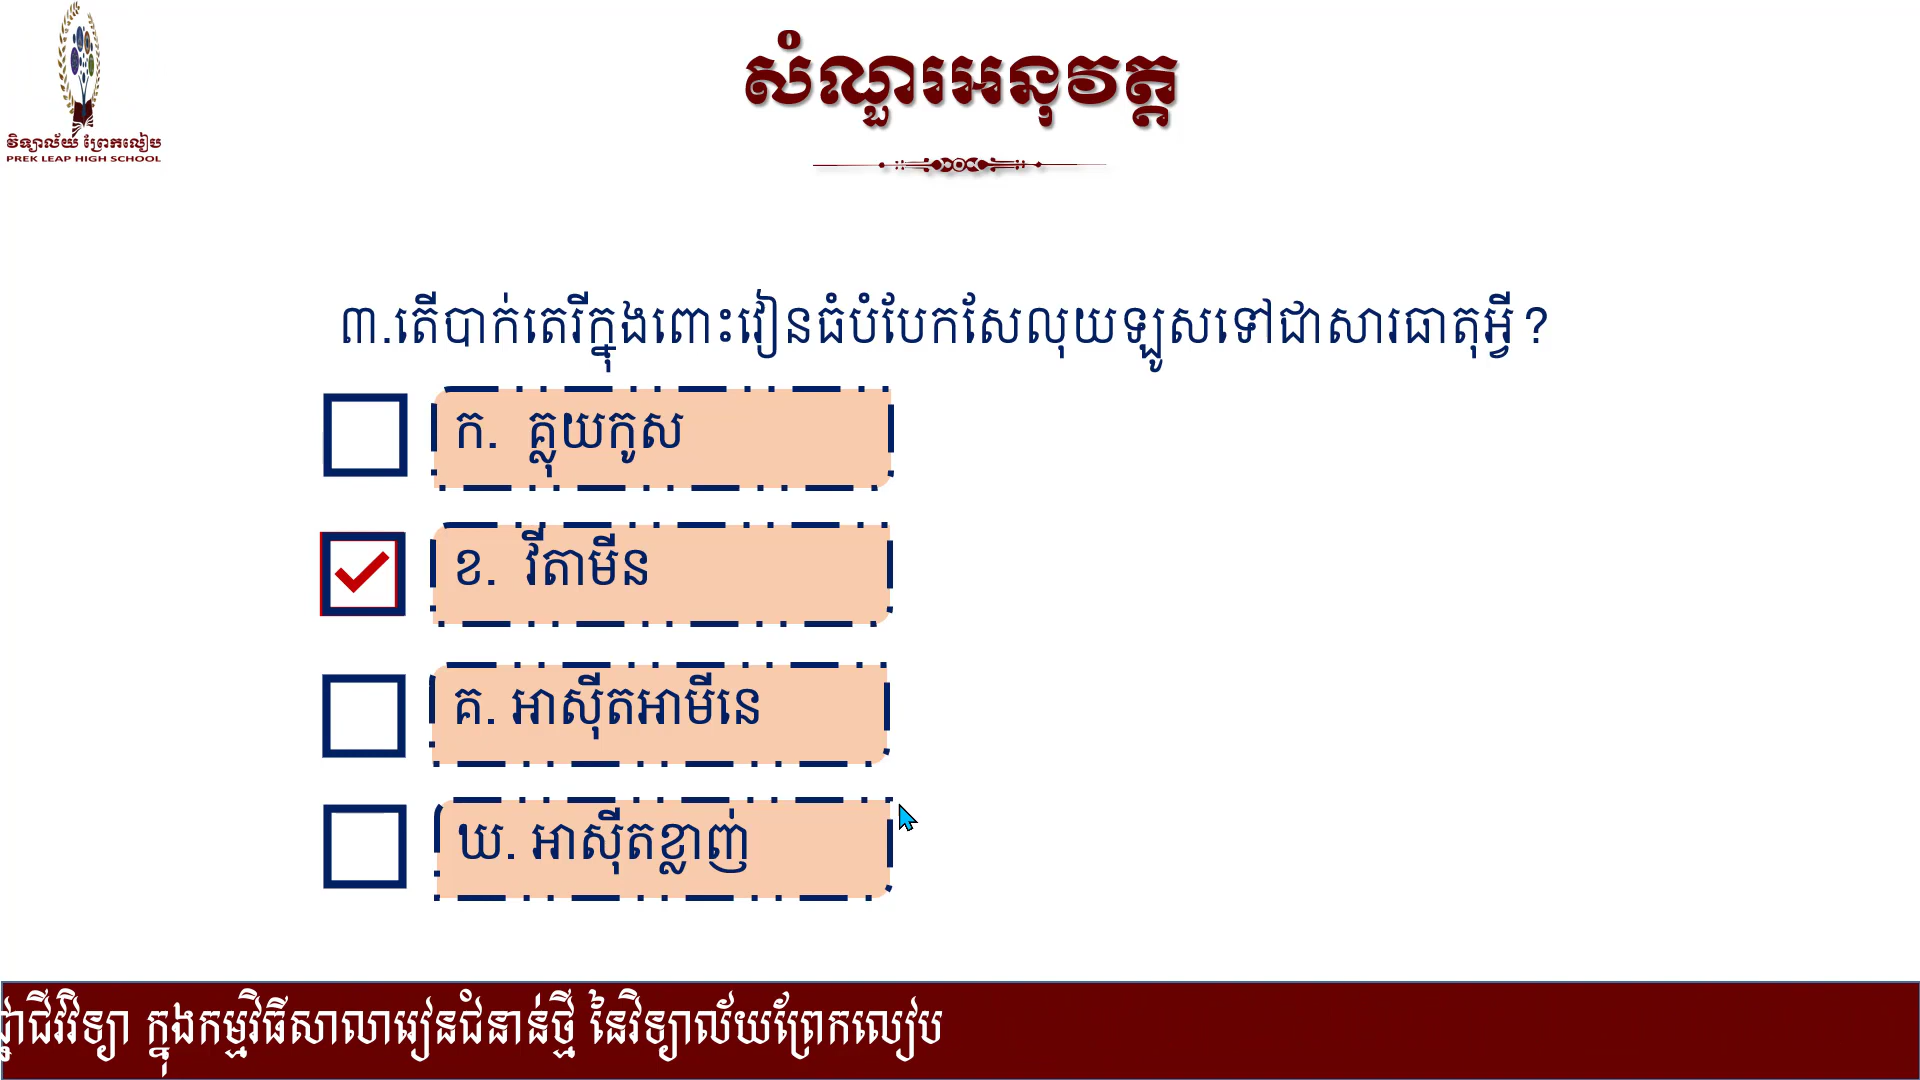 សំណួរអនុវត្ត
វិទ្យាល័យ ព្រែកលៀប
PREK LEAP HIGH SCHOOL
៣.តើបាក់តេរីក្នុងពោះវៀនធំបំបែកសែលុយឡូសទៅជាសារធាតុអ្វី ?
ក. គ្លុយកូស
ខ. វីតាមីន
គ. អាស៊ីតអាមីនេ
ឃ. អាស៊ីតខ្លាញ់
ជីវវិទ្យា ក្នុងកម្មវិធីសាលារៀនជំនាន់ថ្មី នៃវិទ្យាល័យព្រែកលៀប